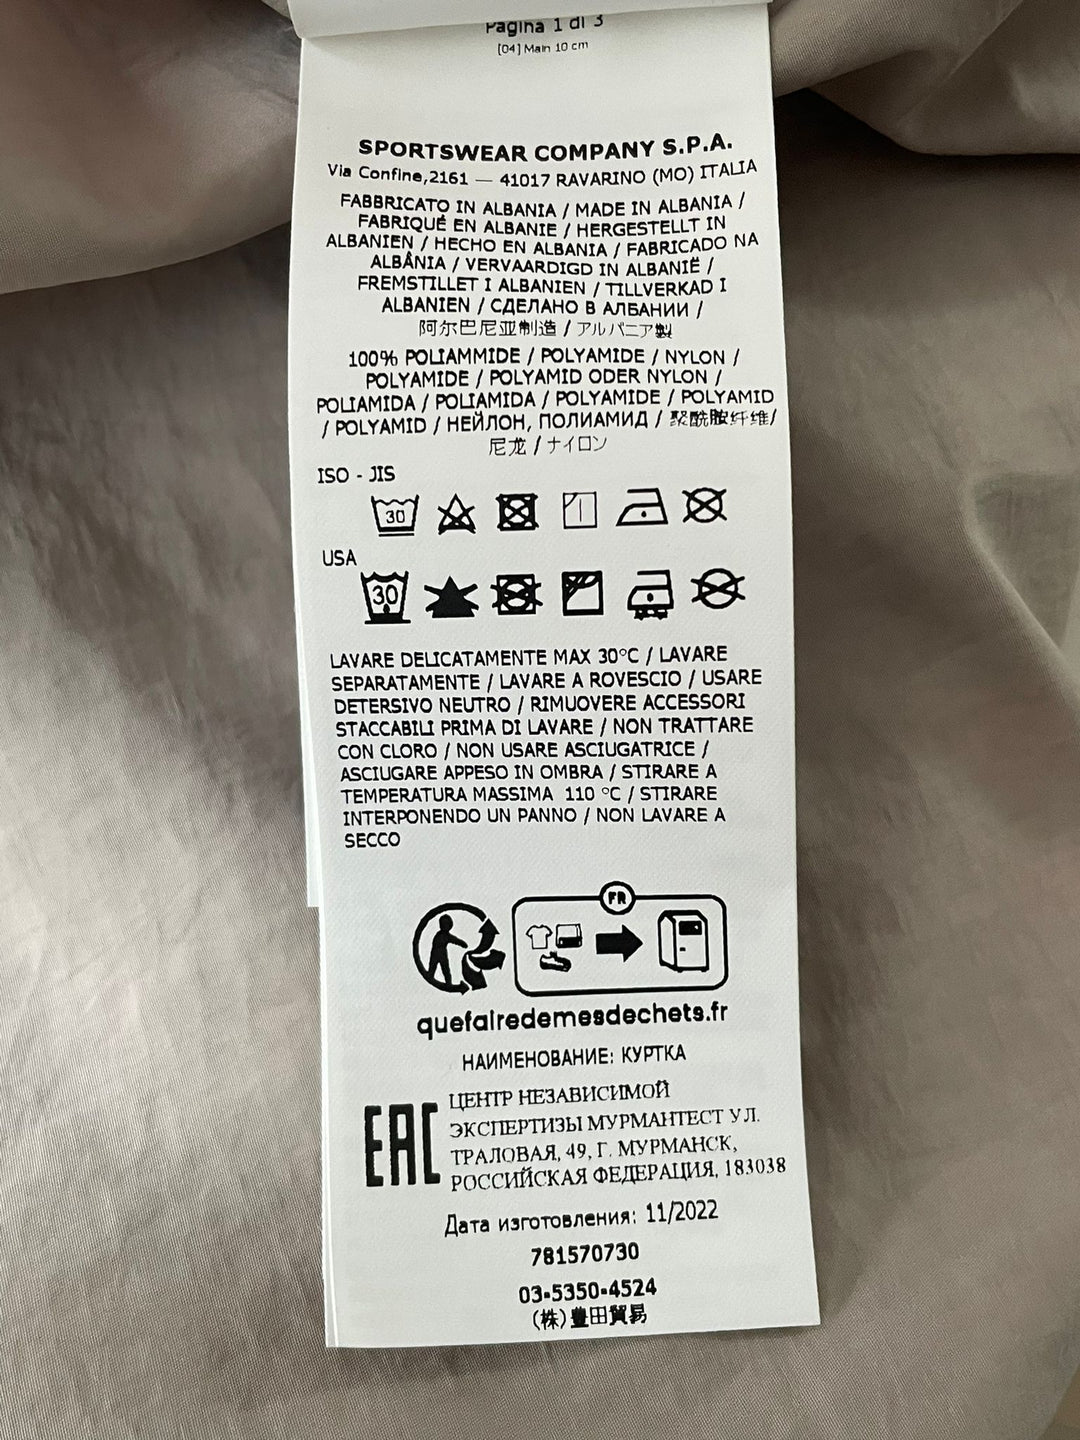 Pagina 1 di 3
[04] Main 10 cm
SPORTSWEAR COMPANY S.P.A.
Via Confine,2161 — 41017 RAVARINO (MO) ITALIA
FABBRICATO IN ALBANIA / MADE IN ALBANIA /
FABRIQUÉ EN ALBANIE / HERGESTELLT IN
ALBANIEN / HECHO EN ALBANIA / FABRICADO NA
ALBÂNIA / VERVAARDIGD IN ALBANIË /
FREMSTILLET I ALBANIEN / TILLVERKAD I
ALBANIEN / СДЕЛАНО В АЛБАНИИ /
阿尔巴尼亚制造 / アルバニア製
100% POLIAMMIDE / POLYAMIDE / NYLON /
POLYAMIDE / POLYAMID ODER NYLON /
POLIAMIDA / POLIAMIDA / POLYAMIDE / POLYAMID
/ POLYAMID / НЕЙЛОН, ПОЛИАМИД / 聚酰胺纤维/
尼龙 / ナイロン
ISO - JIS
30
USA
30
LAVARE DELICATAMENTE MAX 30°C / LAVARE
SEPARATAMENTE / LAVARE A ROVESCIO / USARE
DETERSIVO NEUTRO / RIMUOVERE ACCESSORI
STACCABILI PRIMA DI LAVARE / NON TRATTARE
CON CLORO / NON USARE ASCIUGATRICE /
ASCIUGARE APPESO IN OMBRA / STIRARE A
TEMPERATURA MASSIMA 110 °C / STIRARE
INTERPONENDO UN PANNO / NON LAVARE A
SECCO
FR
quefairedemesdechets.fr
НАИМЕНОВАНИЕ: КУРТКА
EAC
ЦЕНТР НЕЗАВИСИМОЙ
ЭКСПЕРТИЗЫ МУРМАНТЕСТ УЛ.
ТРАЛОВАЯ, 49, Г. МУРМАНСК,
РОССИЙСКАЯ ФЕДЕРАЦИЯ, 183038
Дата изготовления: 11/2022
781570730
03-5350-4524
(株)豊田貿易